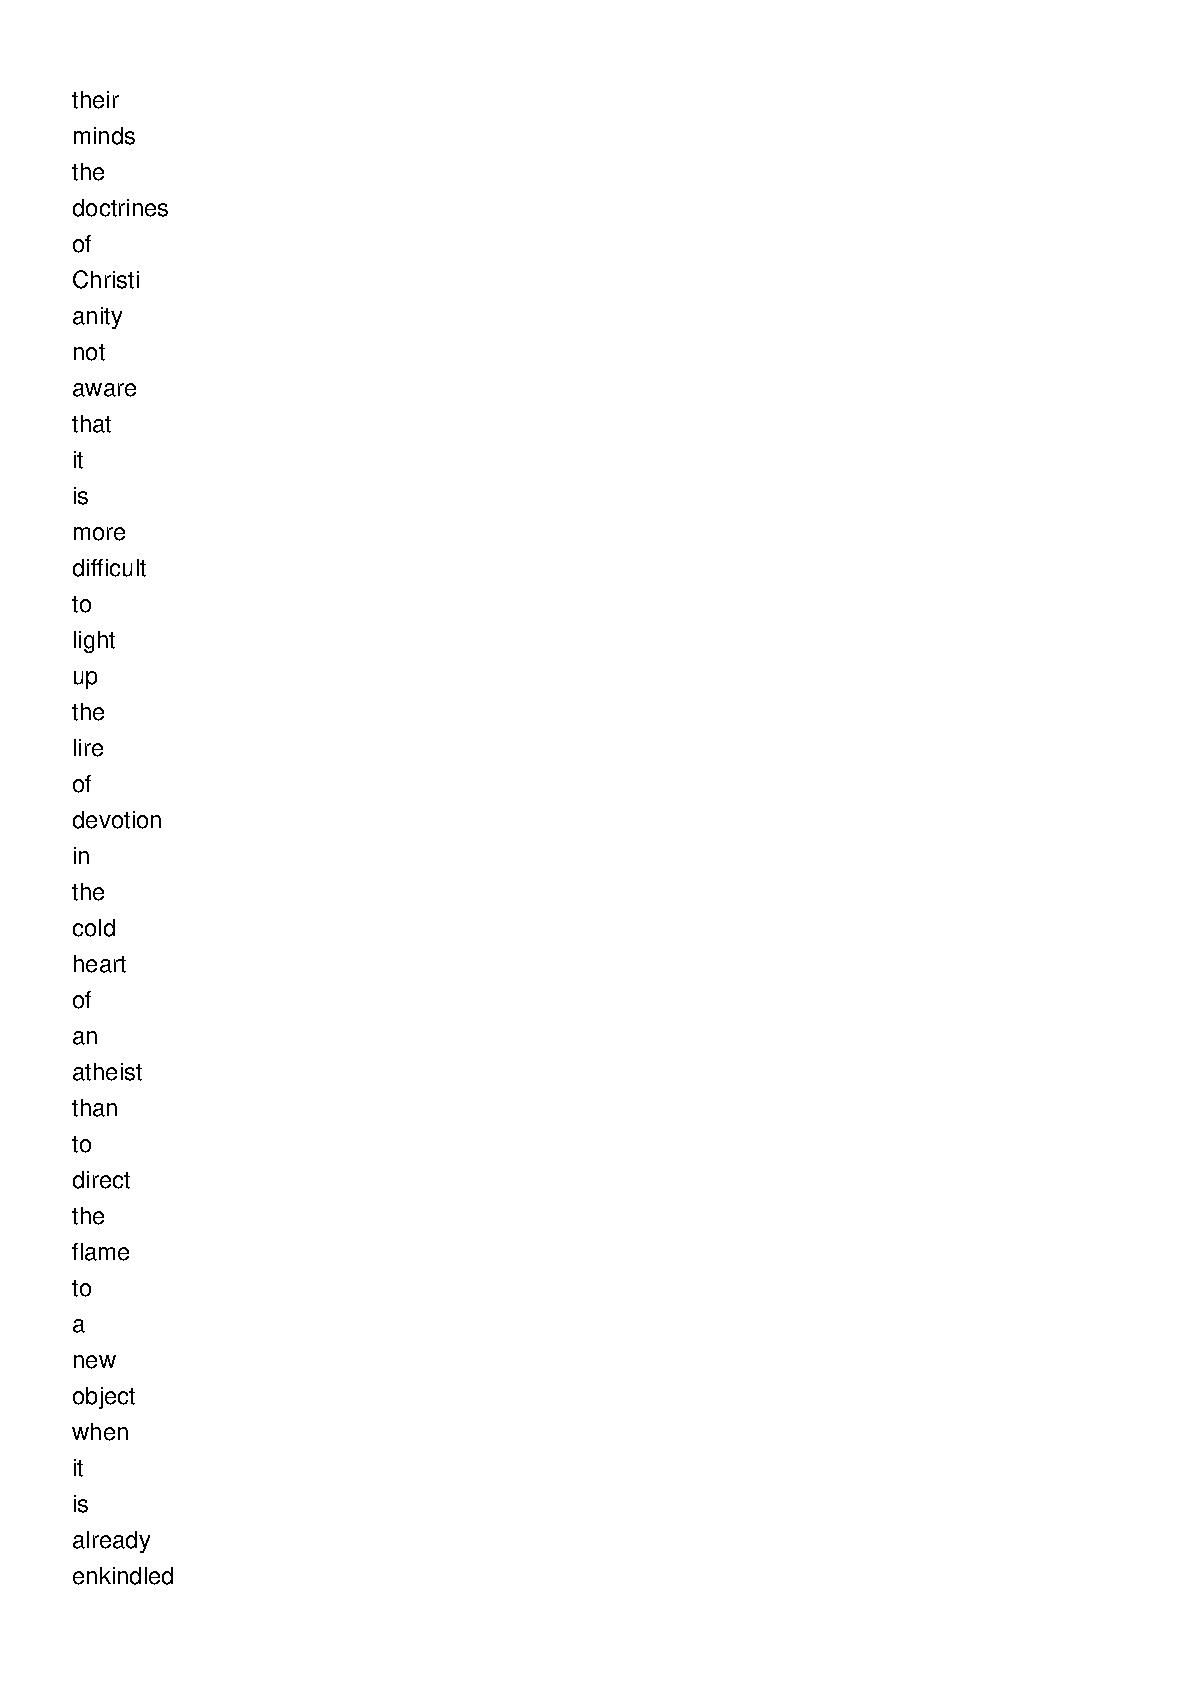 their
minds
the
doctrines
of
Christi
anity
not
aware
that
it
is
more
difficult
to
light
up
the
lire
of
devotion
in
the
cold
heart
of
an
atheist
than
to
direct
the
flame
to
a
new
object
when
it
is
already
enkindled